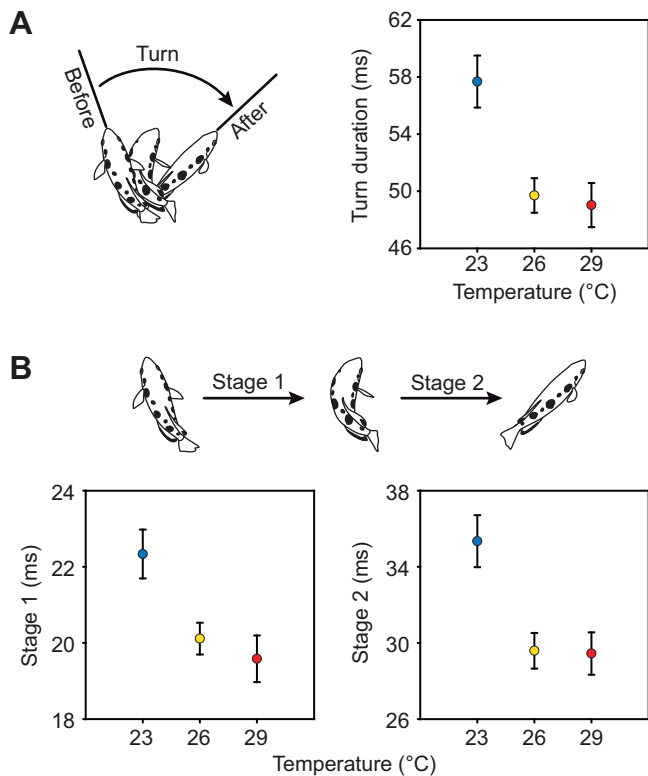 A
Before
Turn
After
Turn duration (ms)
62
58
54
50
46
23 26 29
Temperature (°C)
B
Stage 1
Stage 2
Stage 1 (ms)
24
22
20
18
23 26 29
Stage 2 (ms)
38
34
30
26
23 26 29
Temperature (°C)